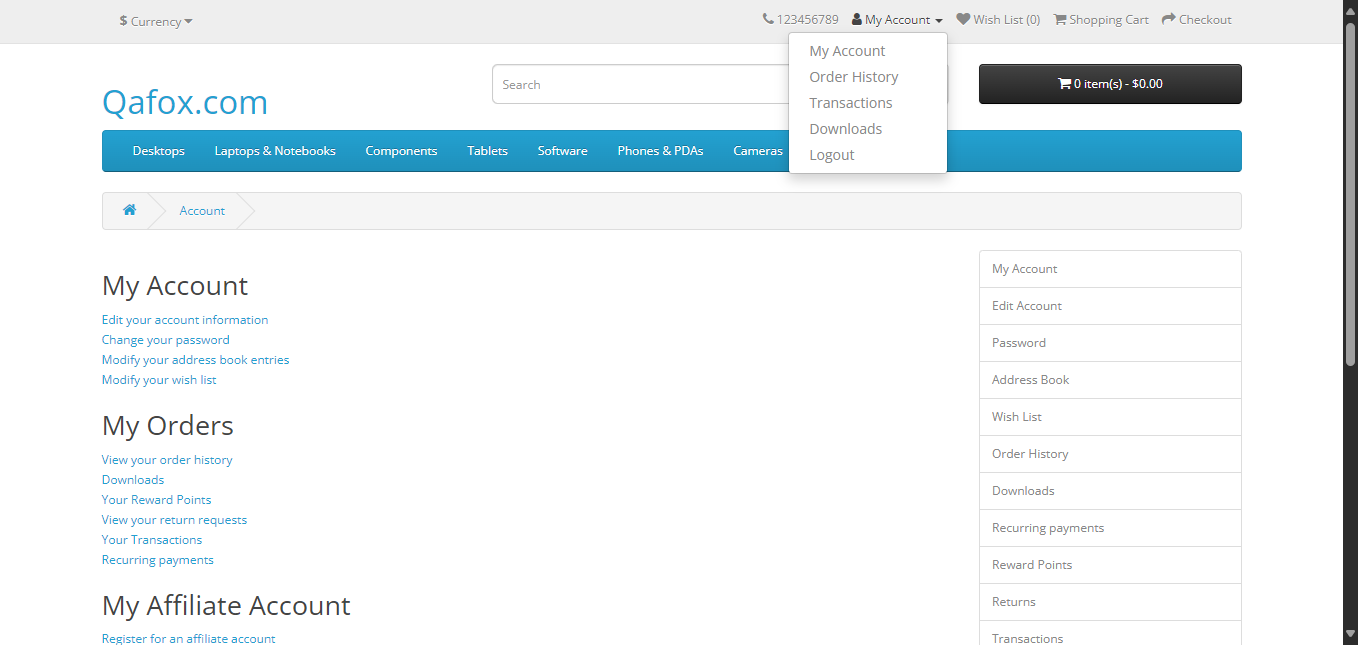 $ Currency
123456789 My Account Wish List (0) Shopping Cart Checkout
My Account
Order History
Transactions
Downloads
Logout
Qafox.com
Search
0 item(s) - $0.00
Desktops Laptops & Notebooks Components Tablets Software Phones & PDAs Cameras
Account
My Account
Edit your account information
Change your password
Modify your address book entries
Modify your wish list
My Orders
View your order history
Downloads
Your Reward Points
View your return requests
Your Transactions
Recurring payments
My Affiliate Account
Register for an affiliate account
My Account
Edit Account
Password
Address Book
Wish List
Order History
Downloads
Recurring payments
Reward Points
Returns
Transactions